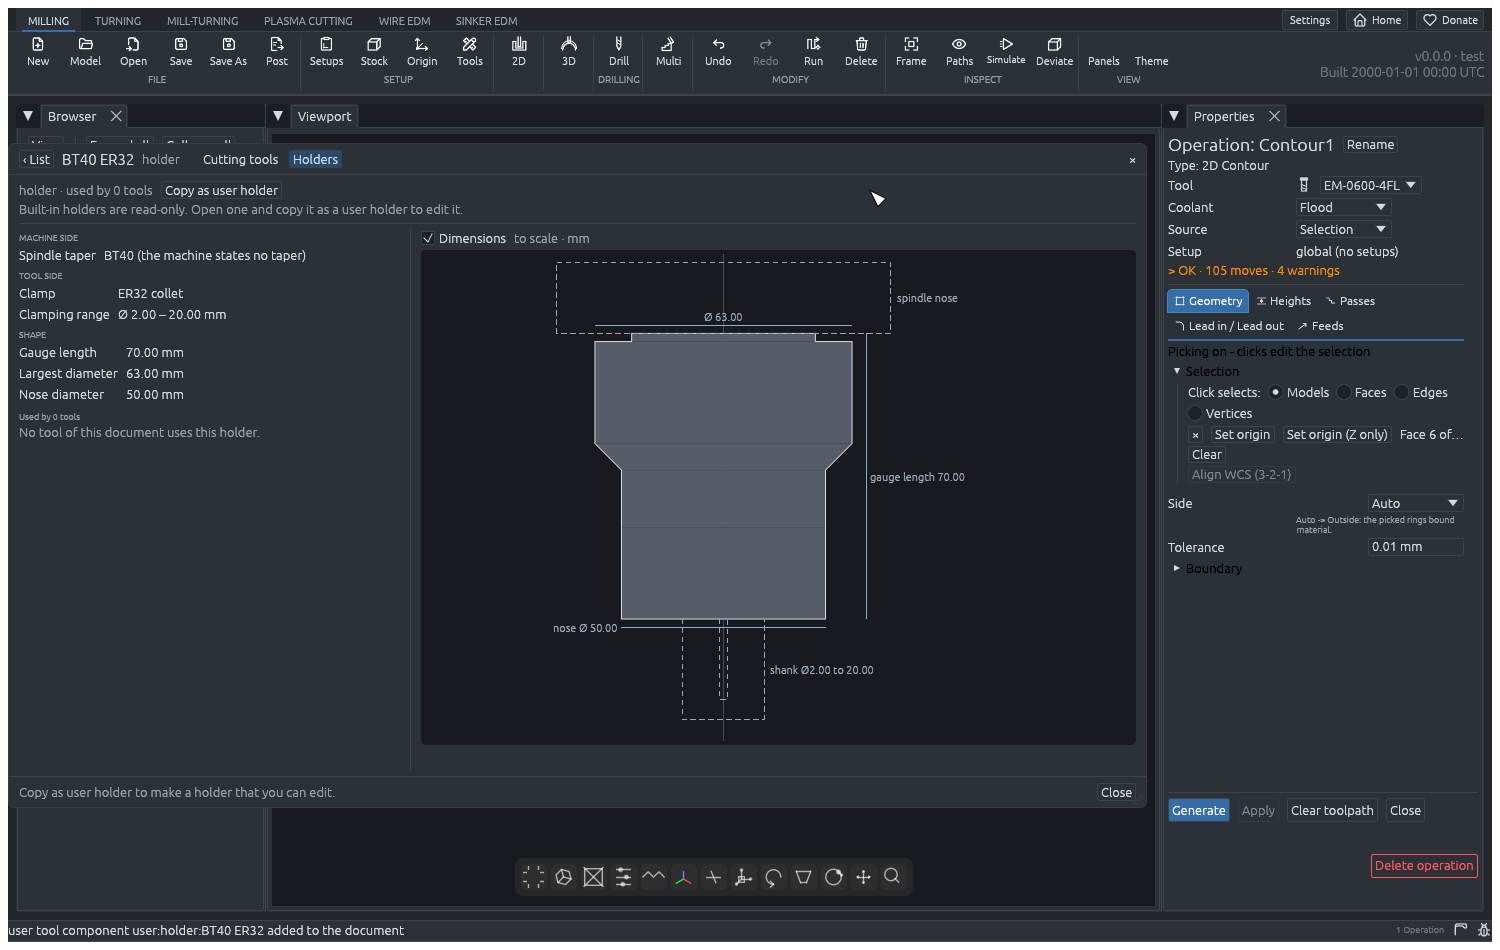 MILLING TURNING MILL-TURNING PLASMA CUTTING WIRE EDM SINKER EDM Settings Home Donate
New Model Open Save Save As Post Setups Stock Origin Tools 2D 3D Drill Multi Undo Redo Run Delete Frame Paths Simulate Deviate Panels Theme
FILE SETUP DRILLING MODIFY INSPECT VIEW
v0.0.0 · test
Built 2000-01-01 00:00 UTC
Browser Viewport Properties
‹ List BT40 ER32 holder Cutting tools Holders ×
holder · used by 0 tools Copy as user holder
Built-in holders are read-only. Open one and copy it as a user holder to edit it.
MACHINE SIDE
Spindle taper BT40 (the machine states no taper)
TOOL SIDE
Clamp ER32 collet
Clamping range Ø 2.00 – 20.00 mm
SHAPE
Gauge length 70.00 mm
Largest diameter 63.00 mm
Nose diameter 50.00 mm
Used by 0 tools
No tool of this document uses this holder.
Dimensions to scale · mm
spindle nose
Ø 63.00
gauge length 70.00
nose Ø 50.00
shank Ø2.00 to 20.00
Copy as user holder to make a holder that you can edit. Close
Operation: Contour1 Rename
Type: 2D Contour
Tool EM-0600-4FL
Coolant Flood
Source Selection
Setup global (no setups)
> OK · 105 moves · 4 warnings
Geometry Heights Passes
Lead in / Lead out Feeds
Picking on - clicks edit the selection
Selection
Click selects: Models Faces Edges
Vertices
× Set origin Set origin (Z only) Face 6 of…
Clear
Align WCS (3-2-1)
Side Auto
Auto -> Outside: the picked rings bound
material.
Tolerance 0.01 mm
Boundary
Generate Apply Clear toolpath Close
Delete operation
user tool component user:holder:BT40 ER32 added to the document 1 Operation